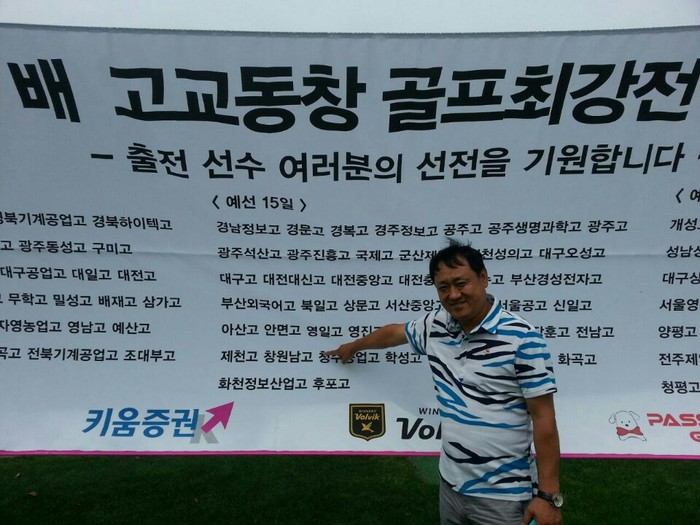 배 고교동창 골프최강전
- 출전 선수 여러분의 선전을 기원합니다
북기계공업고 경북하이텍고
고 광주동성고 구미고
대구공업고 대일고 대전고
무학고 밀성고 배재고 삼가고
자영농업고 영남고 예산고
전북기계공업고 조대부고
< 예선 15일 >
경남정보고 경문고 경복고 경주정보고 공주고 공주생명과학고 광주고
광주석산고 광주진흥고 국제고 대구오성고
대구고 대전대신고 대전중앙고 부산경성전자고
부산외국어고 북일고 상문고 서산중앙고 서울공고 신일고
아산고 안면고 영일고 전남고
제천고 창원남고 학성고 화곡고
화천정보산업고 후포고
개성
성남
대구
양평고
전주제
청평고
키움증권 K
WIN
Volvik
PASS